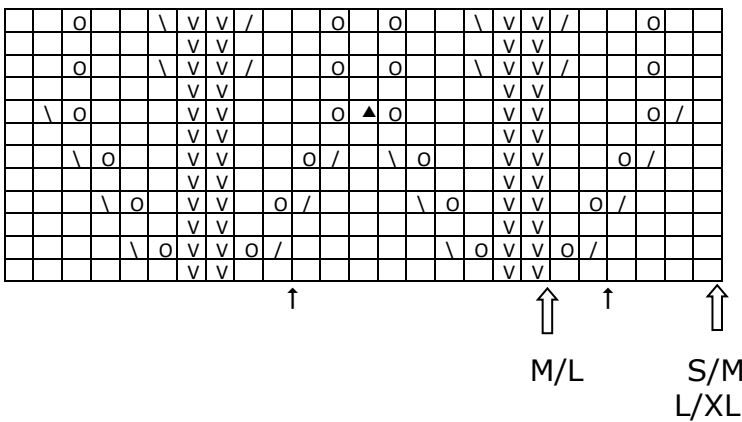 O \ V V / O O \ V V / O
V V V V
O \ V V / O O \ V V / O
V V V V
\ O V V O ▲ O V V O /
V V V V
\ O V V O / \ O V V O /
V V V V
\ O V V O / \ O V V O /
V V V V
\ O V V O / \ O V V O /
V V V V
↑ ↑
M/L S/M
L/XL